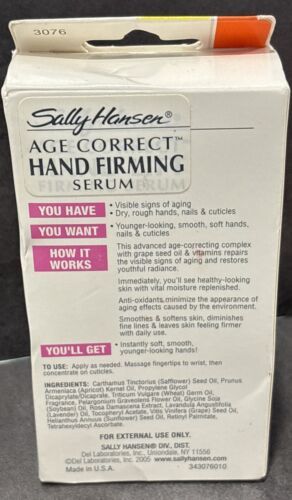 3076
Sally Hansen®
AGE CORRECT™
HAND FIRMING
SERUM
YOU HAVE
• Visible signs of aging
• Dry, rough hands, nails & cuticles
YOU WANT
• Younger-looking, smooth, soft hands,
nails & cuticles
HOW IT
WORKS
This advanced age-correcting complex
with grape seed oil & vitamins repairs
the visible signs of aging and restores
youthful radiance.
Immediately, you'll see healthy-looking
skin with vital moisture replenished.
Anti-oxidants minimize the appearance of
aging effects caused by the environment.
Smoothes & softens skin, diminishes
fine lines & leaves skin feeling firmer
with daily use.
YOU'LL GET
• Instantly soft, smooth,
younger-looking hands!
TO USE: Apply as needed. Massage fingertips to wrist, then
concentrate on cuticles.
INGREDIENTS: Carthamus Tinctorius (Safflower) Seed Oil, Prunus
Armeniaca (Apricot) Kernel Oil, Propylene Glycol
Dicaprylate/Dicaprate, Triticum Vulgare (Wheat) Germ Oil,
Fragrance, Pelargonium Graveolens Flower Oil, Glycine Soja
(Soybean) Oil, Rosa Damascena Extract, Lavandula Angustifolia
(Lavender) Oil, Tocopheryl Acetate, Vitis Vinifera (Grape) Seed Oil,
Helianthus Annuus (Sunflower) Seed Oil, Retinyl Palmitate,
Tetrahexyldecyl Ascorbate.
FOR EXTERNAL USE ONLY.
SALLY HANSEN® DIV., DIST.
Del Laboratories, Inc., Uniondale, NY 11556
©Del Laboratories, Inc. 2005 www.sallyhansen.com
Made in U.S.A. 343076010